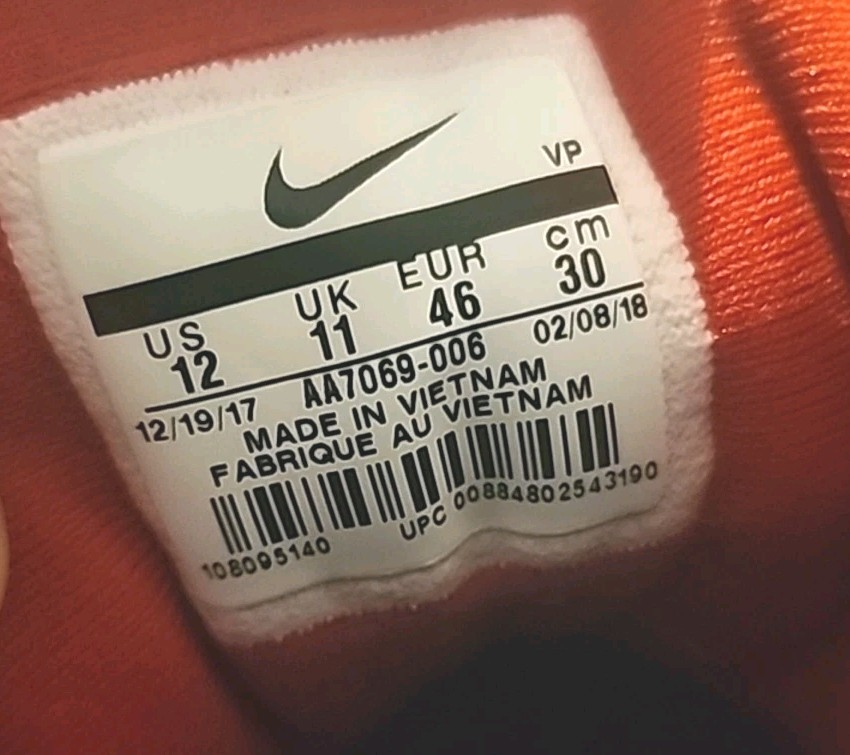 VP
US UK EUR cm
12 11 46 30
12/19/17 AA7069-006 02/08/18
MADE IN VIETNAM
FABRIQUE AU VIETNAM
108095140 UPC 00884802543190